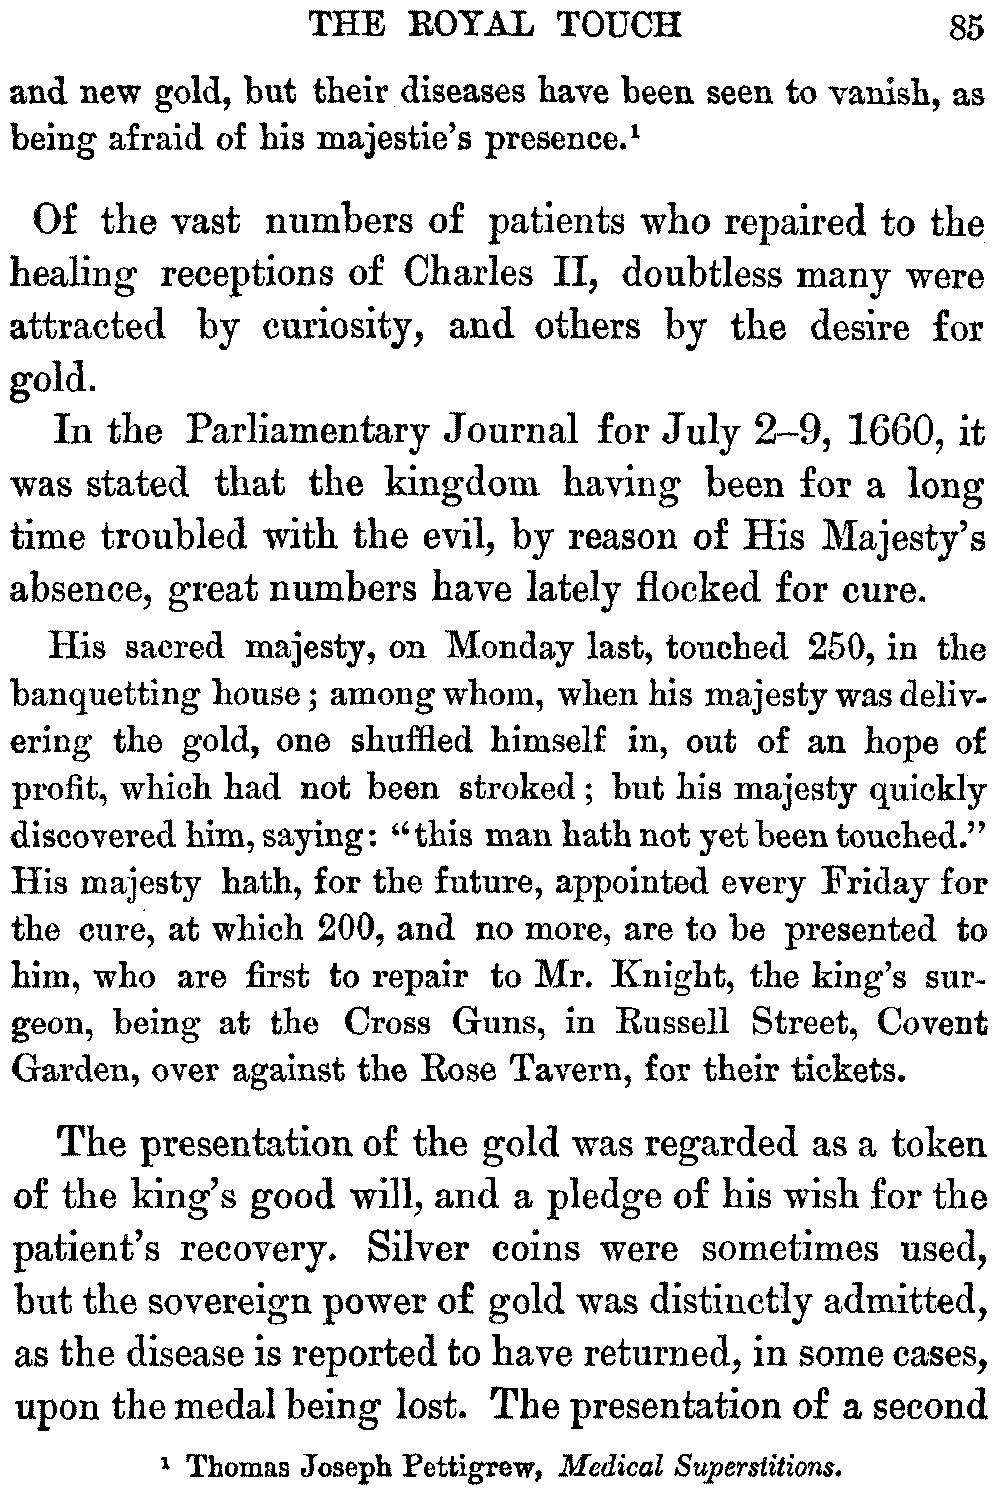 THE ROYAL TOUCH 85
and new gold, but their diseases have been seen to vanish, as
being afraid of his majestie's presence.¹
Of the vast numbers of patients who repaired to the
healing receptions of Charles II, doubtless many were
attracted by curiosity, and others by the desire for
gold.
In the Parliamentary Journal for July 2–9, 1660, it
was stated that the kingdom having been for a long
time troubled with the evil, by reason of His Majesty's
absence, great numbers have lately flocked for cure.
His sacred majesty, on Monday last, touched 250, in the
banquetting house; among whom, when his majesty was deliv-
ering the gold, one shuffled himself in, out of an hope of
profit, which had not been stroked; but his majesty quickly
discovered him, saying: "this man hath not yet been touched."
His majesty hath, for the future, appointed every Friday for
the cure, at which 200, and no more, are to be presented to
him, who are first to repair to Mr. Knight, the king's sur-
geon, being at the Cross Guns, in Russell Street, Covent
Garden, over against the Rose Tavern, for their tickets.
The presentation of the gold was regarded as a token
of the king's good will, and a pledge of his wish for the
patient's recovery. Silver coins were sometimes used,
but the sovereign power of gold was distinctly admitted,
as the disease is reported to have returned, in some cases,
upon the medal being lost. The presentation of a second
¹ Thomas Joseph Pettigrew, Medical Superstitions.